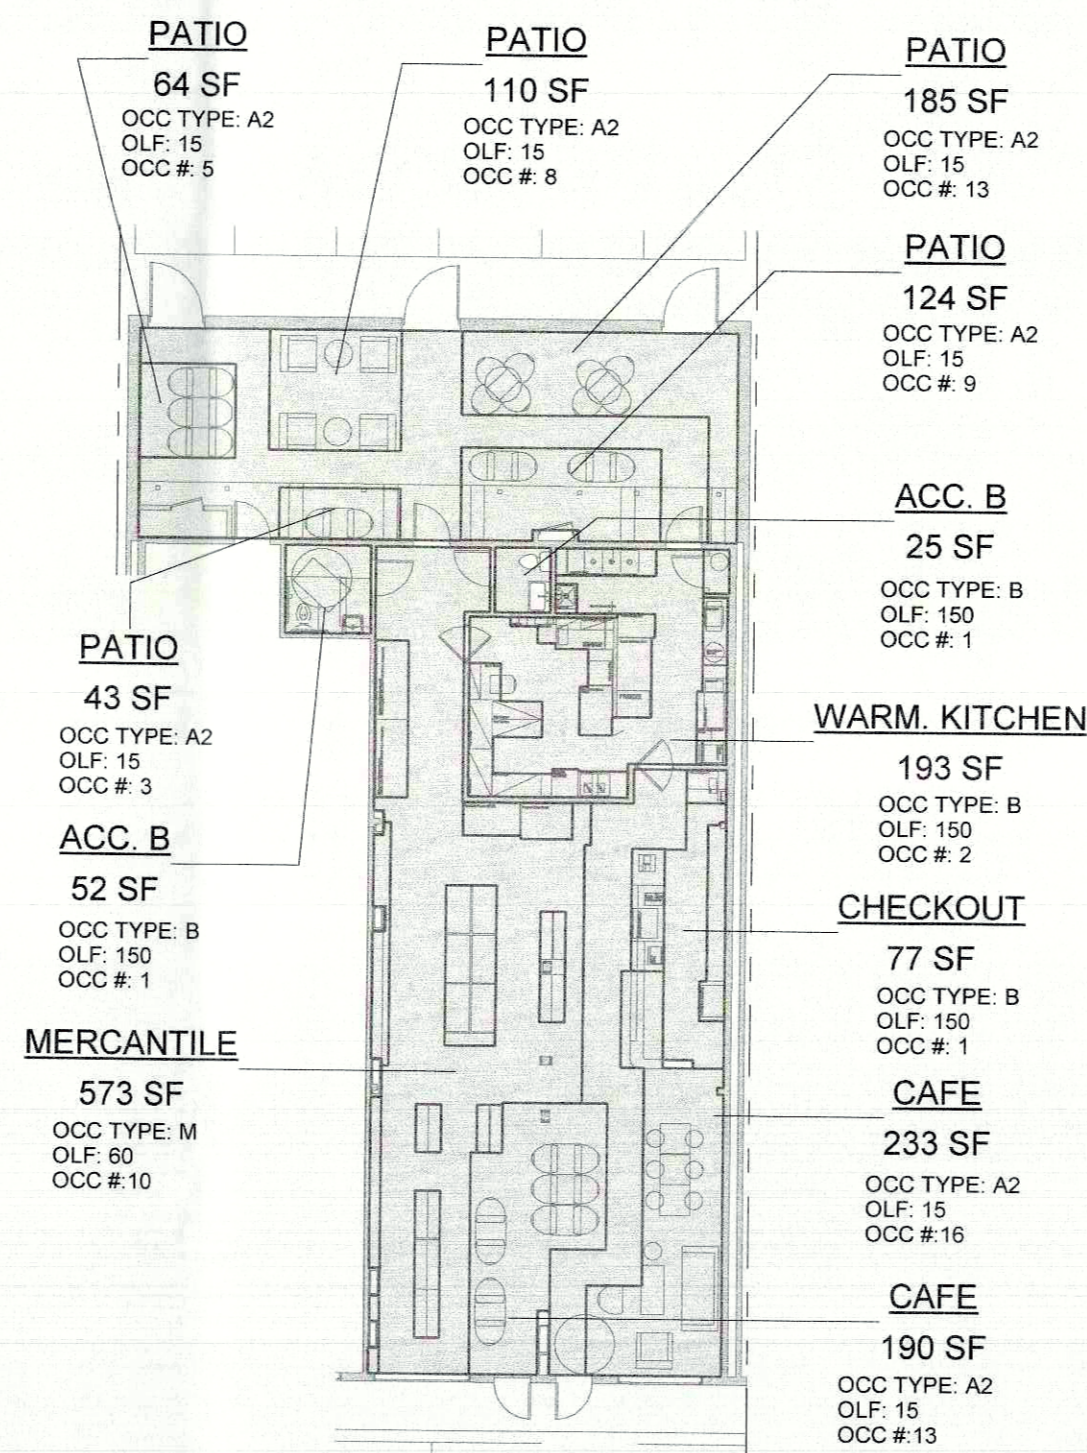 PATIO
64 SF
OCC TYPE: A2
OLF: 15
OCC #: 5
PATIO
110 SF
OCC TYPE: A2
OLF: 15
OCC #: 8
PATIO
185 SF
OCC TYPE: A2
OLF: 15
OCC #: 13
PATIO
124 SF
OCC TYPE: A2
OLF: 15
OCC #: 9
ACC. B
25 SF
OCC TYPE: B
OLF: 150
OCC #: 1
PATIO
43 SF
OCC TYPE: A2
OLF: 15
OCC #: 3
WARM. KITCHEN
193 SF
OCC TYPE: B
OLF: 150
OCC #: 2
ACC. B
52 SF
OCC TYPE: B
OLF: 150
OCC #: 1
CHECKOUT
77 SF
OCC TYPE: B
OLF: 150
OCC #: 1
MERCANTILE
573 SF
OCC TYPE: M
OLF: 60
OCC #:10
CAFE
233 SF
OCC TYPE: A2
OLF: 15
OCC #:16
CAFE
190 SF
OCC TYPE: A2
OLF: 15
OCC #:13